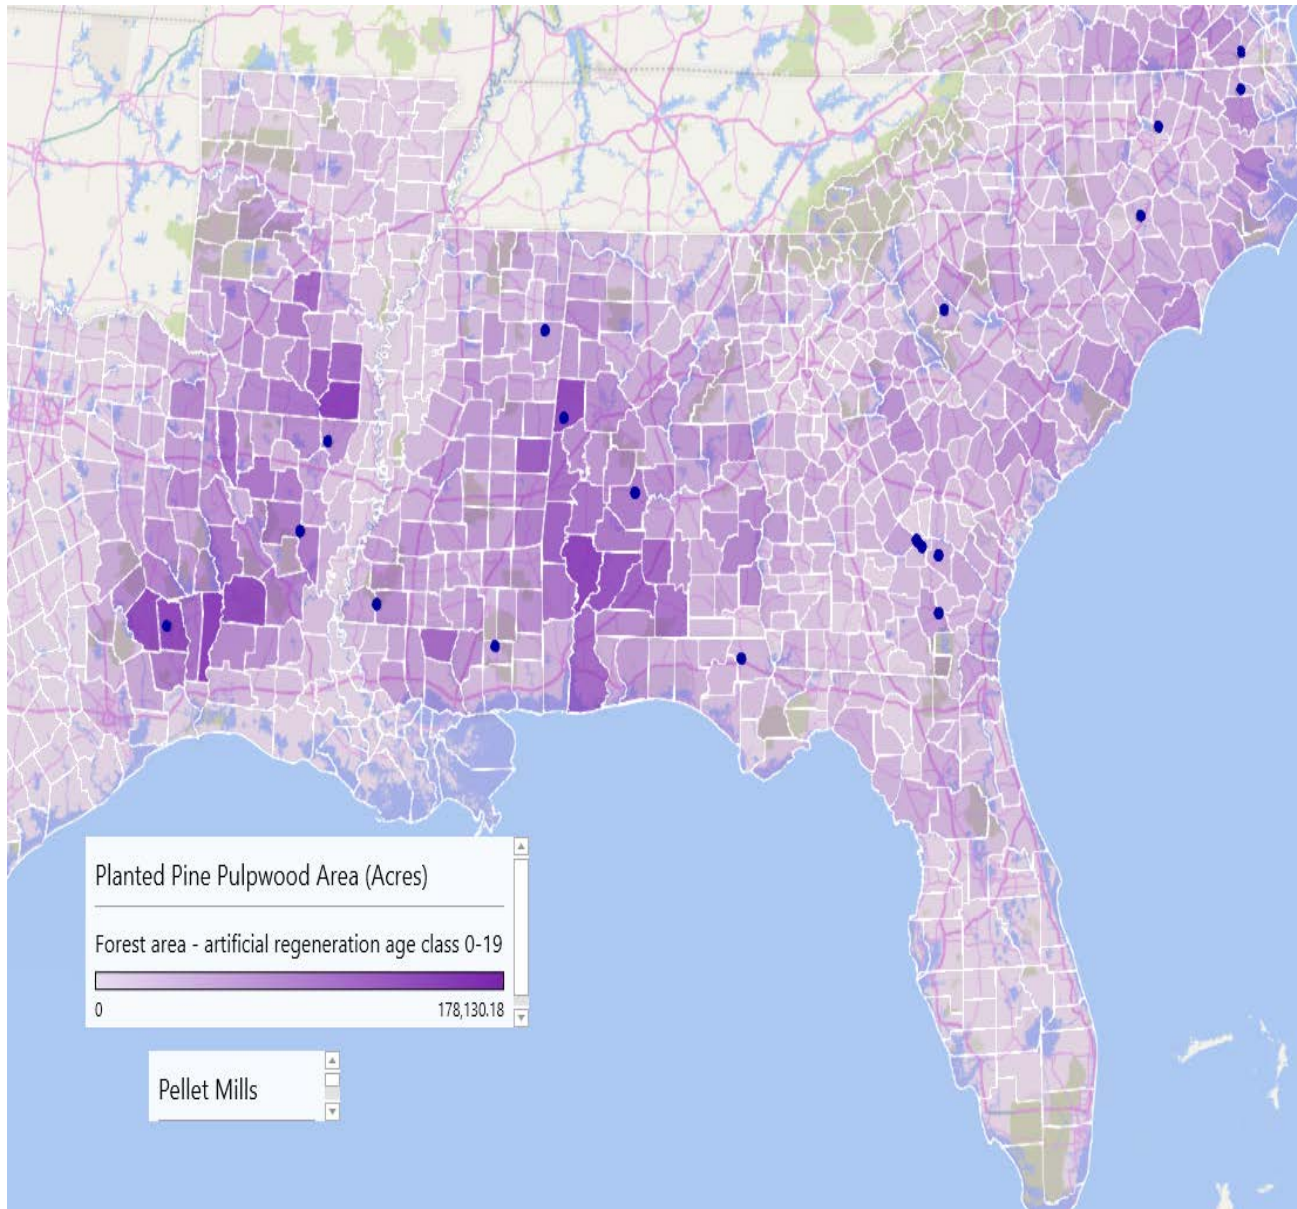 Planted Pine Pulpwood Area (Acres)
Forest area - artificial regeneration age class 0-19
0 178,130.18
Pellet Mills